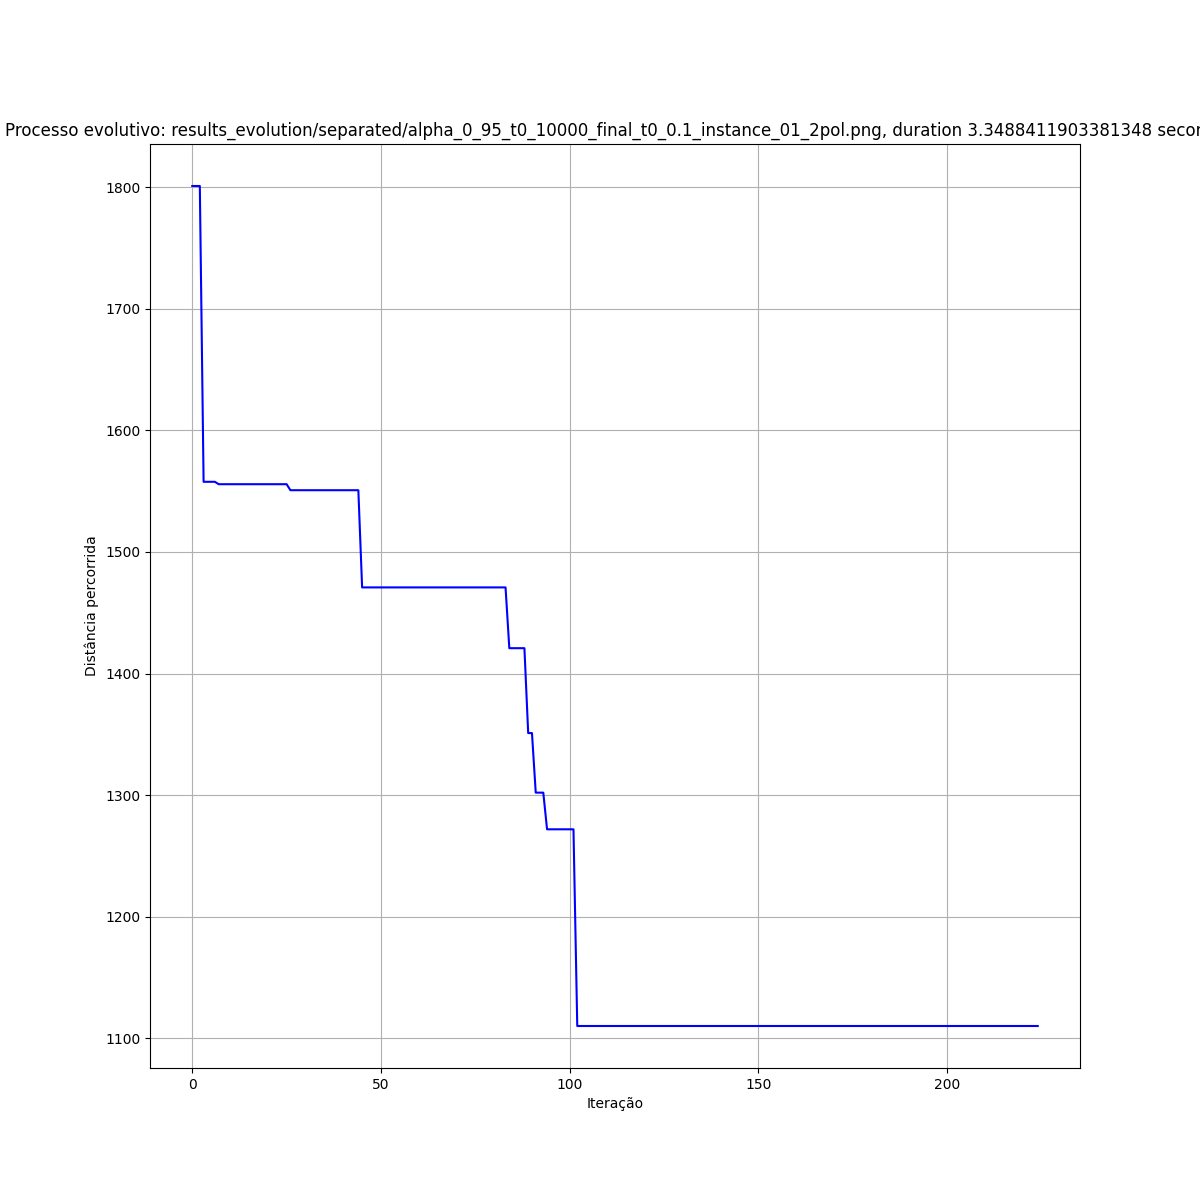 Processo evolutivo: results_evolution/separated/alpha_0_95_t0_10000_final_t0_0.1_instance_01_2pol.png, duration 3.3488411903381348 secon
1800
1700
1600
1500
1400
1300
1200
1100
Distância percorrida
0 50 100 150 200
Iteração